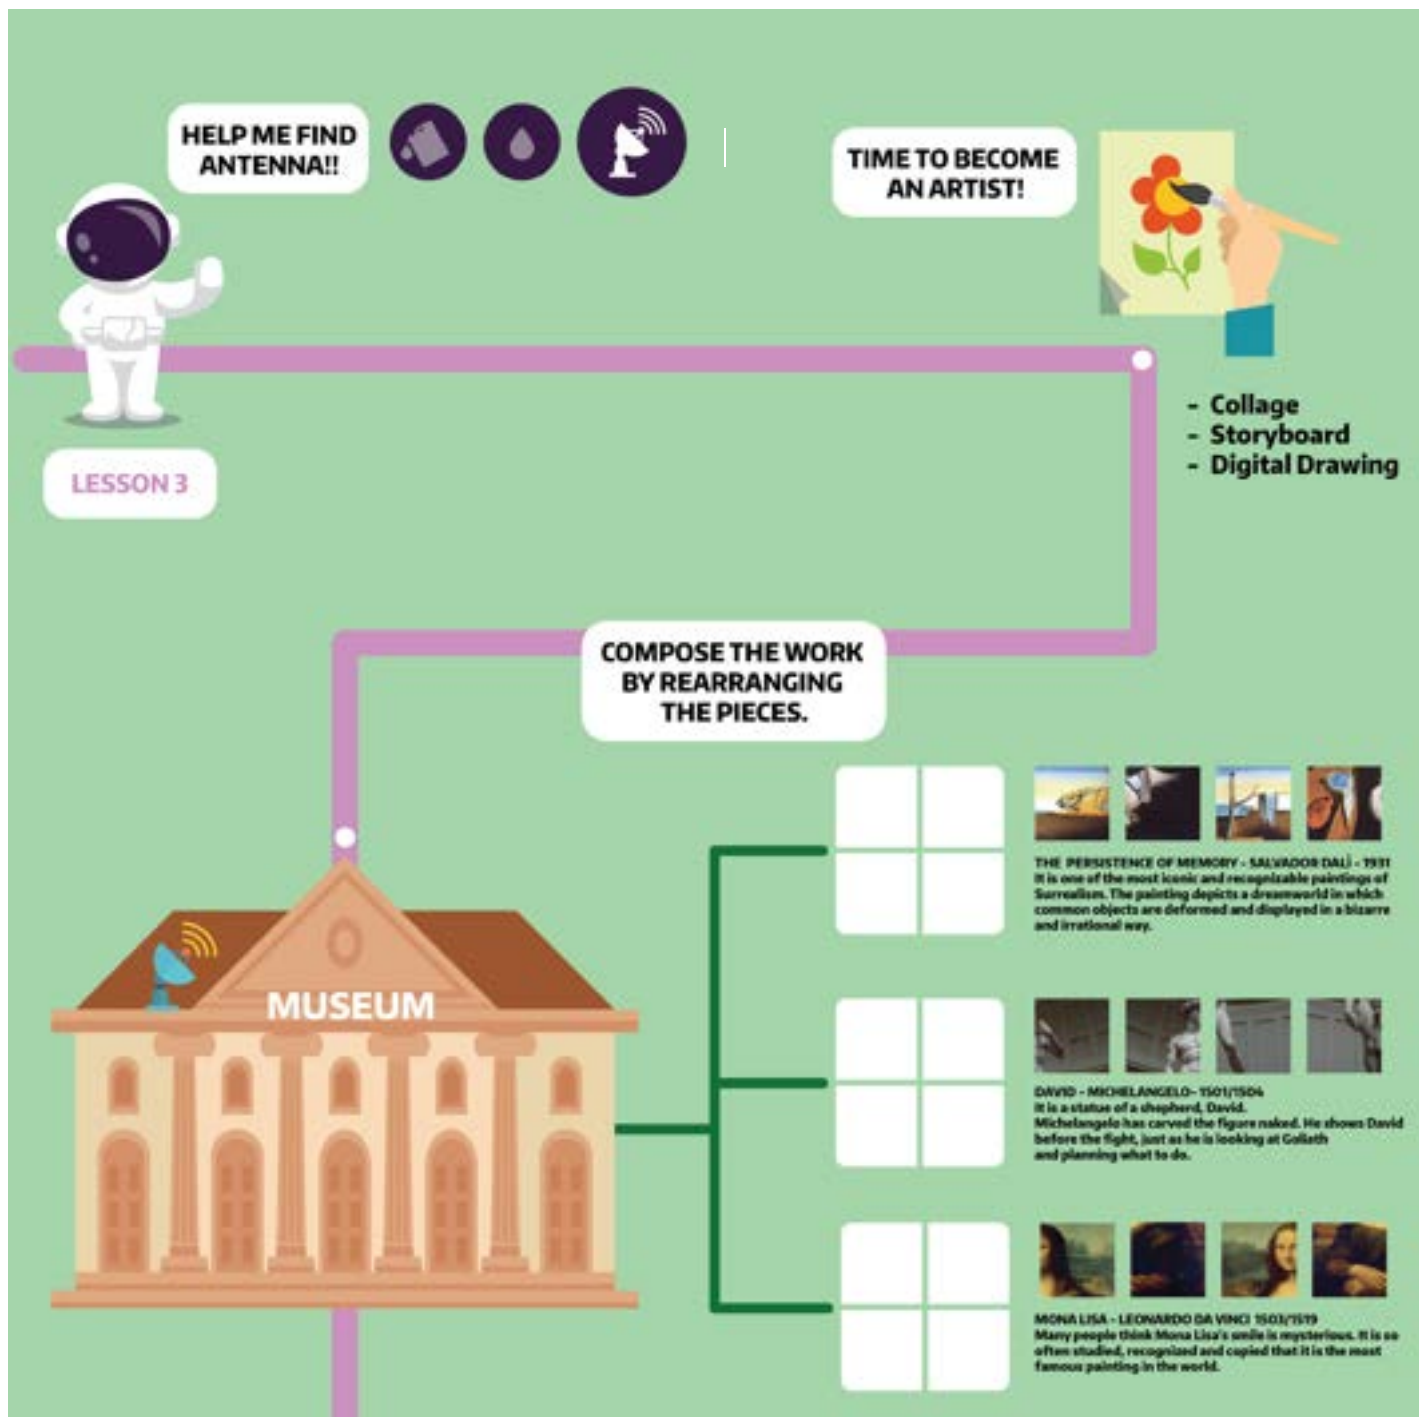 HELP ME FIND
ANTENNA!!
TIME TO BECOME
AN ARTIST!
- Collage
- Storyboard
- Digital Drawing
LESSON 3
COMPOSE THE WORK
BY REARRANGING
THE PIECES.
THE PERSISTENCE OF MEMORY - SALVADOR DALÌ - 1931
It is one of the most iconic and recognizable paintings of
Surrealism. The painting depicts a dreamworld in which
common objects are deformed and displayed in a bizarre
and irrational way.
MUSEUM
DAVID - MICHELANGELO- 1501/1504
It is a statue of a shepherd, David.
Michelangelo has carved the figure naked. He shows David
before the fight, just as he is looking at Goliath
and planning what to do.
MONA LISA - LEONARDO DA VINCI 1503/1519
Many people think Mona Lisa's smile is mysterious. It is so
often studied, recognized and copied that it is the most
famous painting in the world.